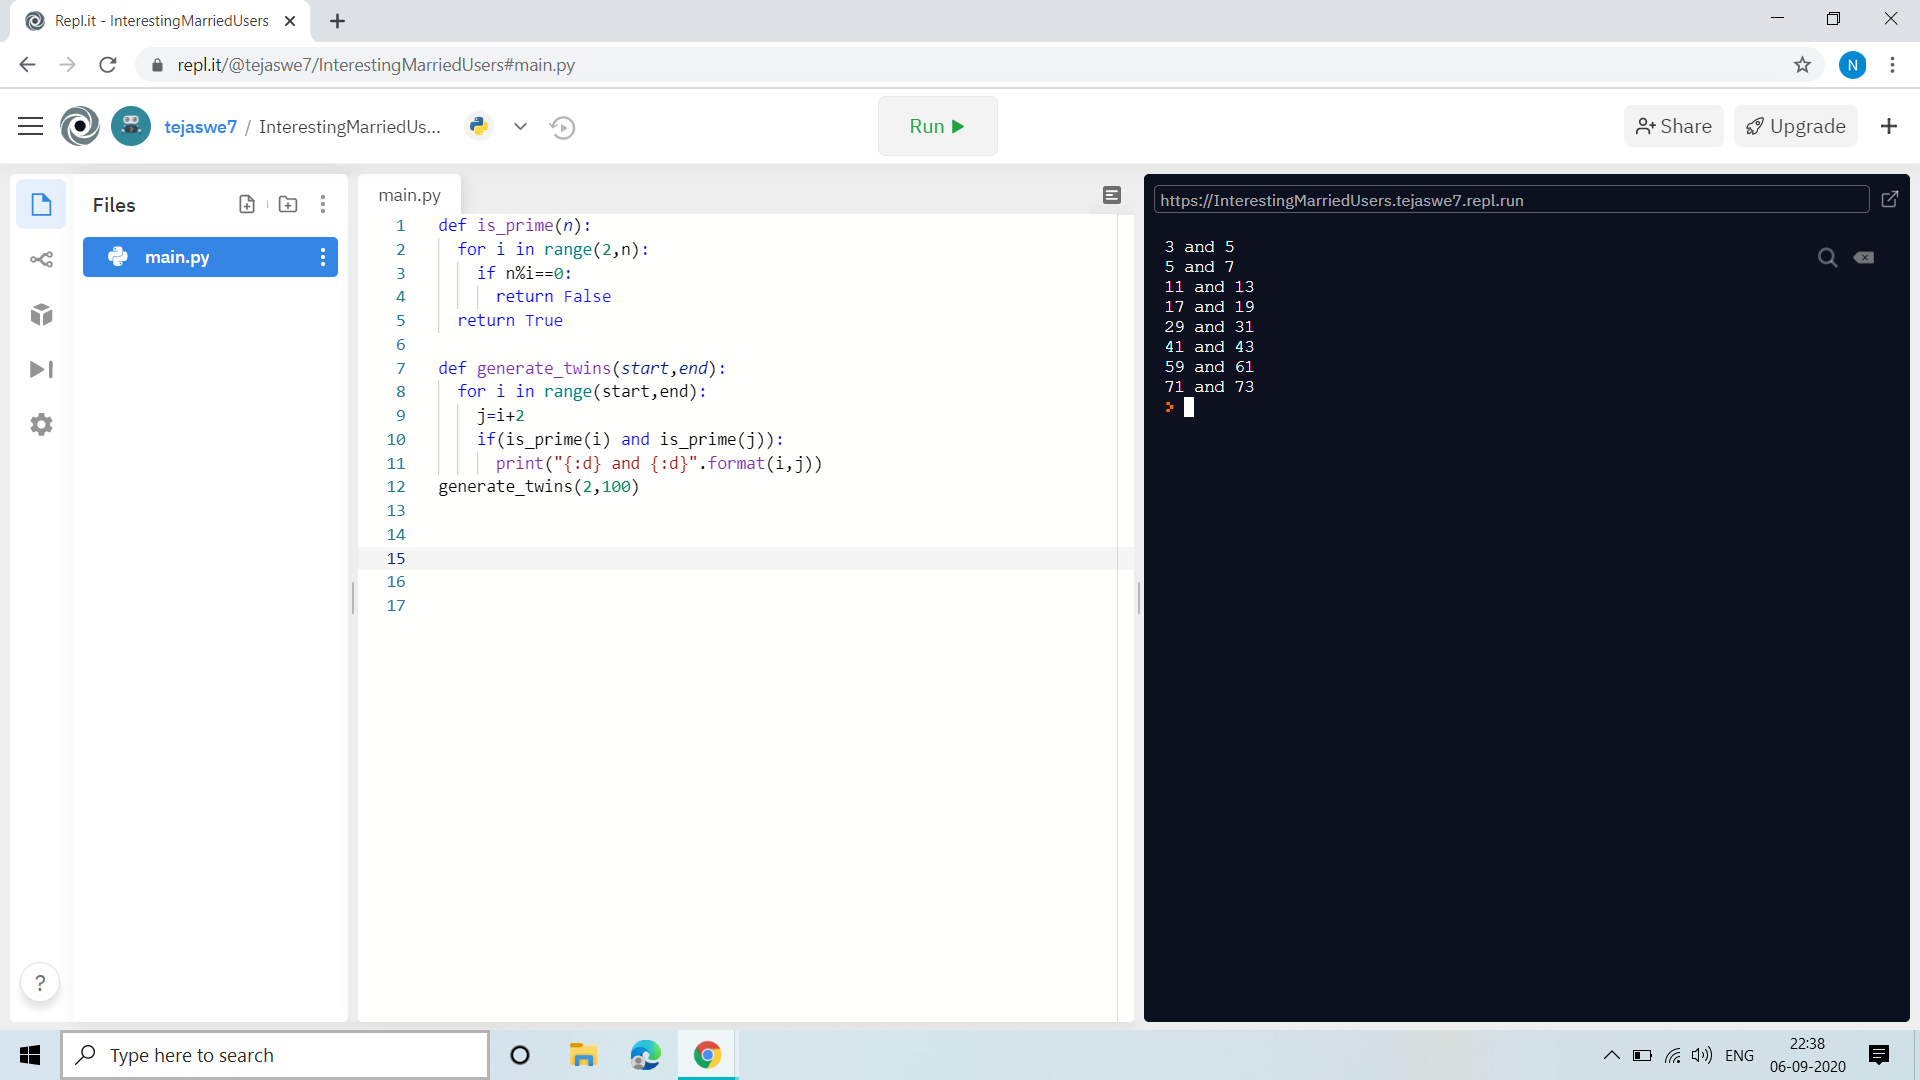 Repl.it - InterestingMarriedUsers
repl.it/@tejaswe7/InterestingMarriedUsers#main.py
N
tejaswe7 / InterestingMarriedUs...
Run
Share
Upgrade
Files
main.py
main.py
1 def is_prime(n):
2   for i in range(2,n):
3     if n%i==0:
4       return False
5   return True
6
7 def generate_twins(start,end):
8   for i in range(start,end):
9     j=i+2
10     if(is_prime(i) and is_prime(j)):
11       print("{:d} and {:d}".format(i,j))
12 generate_twins(2,100)
13
14
15
16
17
https://InterestingMarriedUsers.tejaswe7.repl.run
3 and 5
5 and 7
11 and 13
17 and 19
29 and 31
41 and 43
59 and 61
71 and 73
>
?
Type here to search
ENG
22:38
06-09-2020